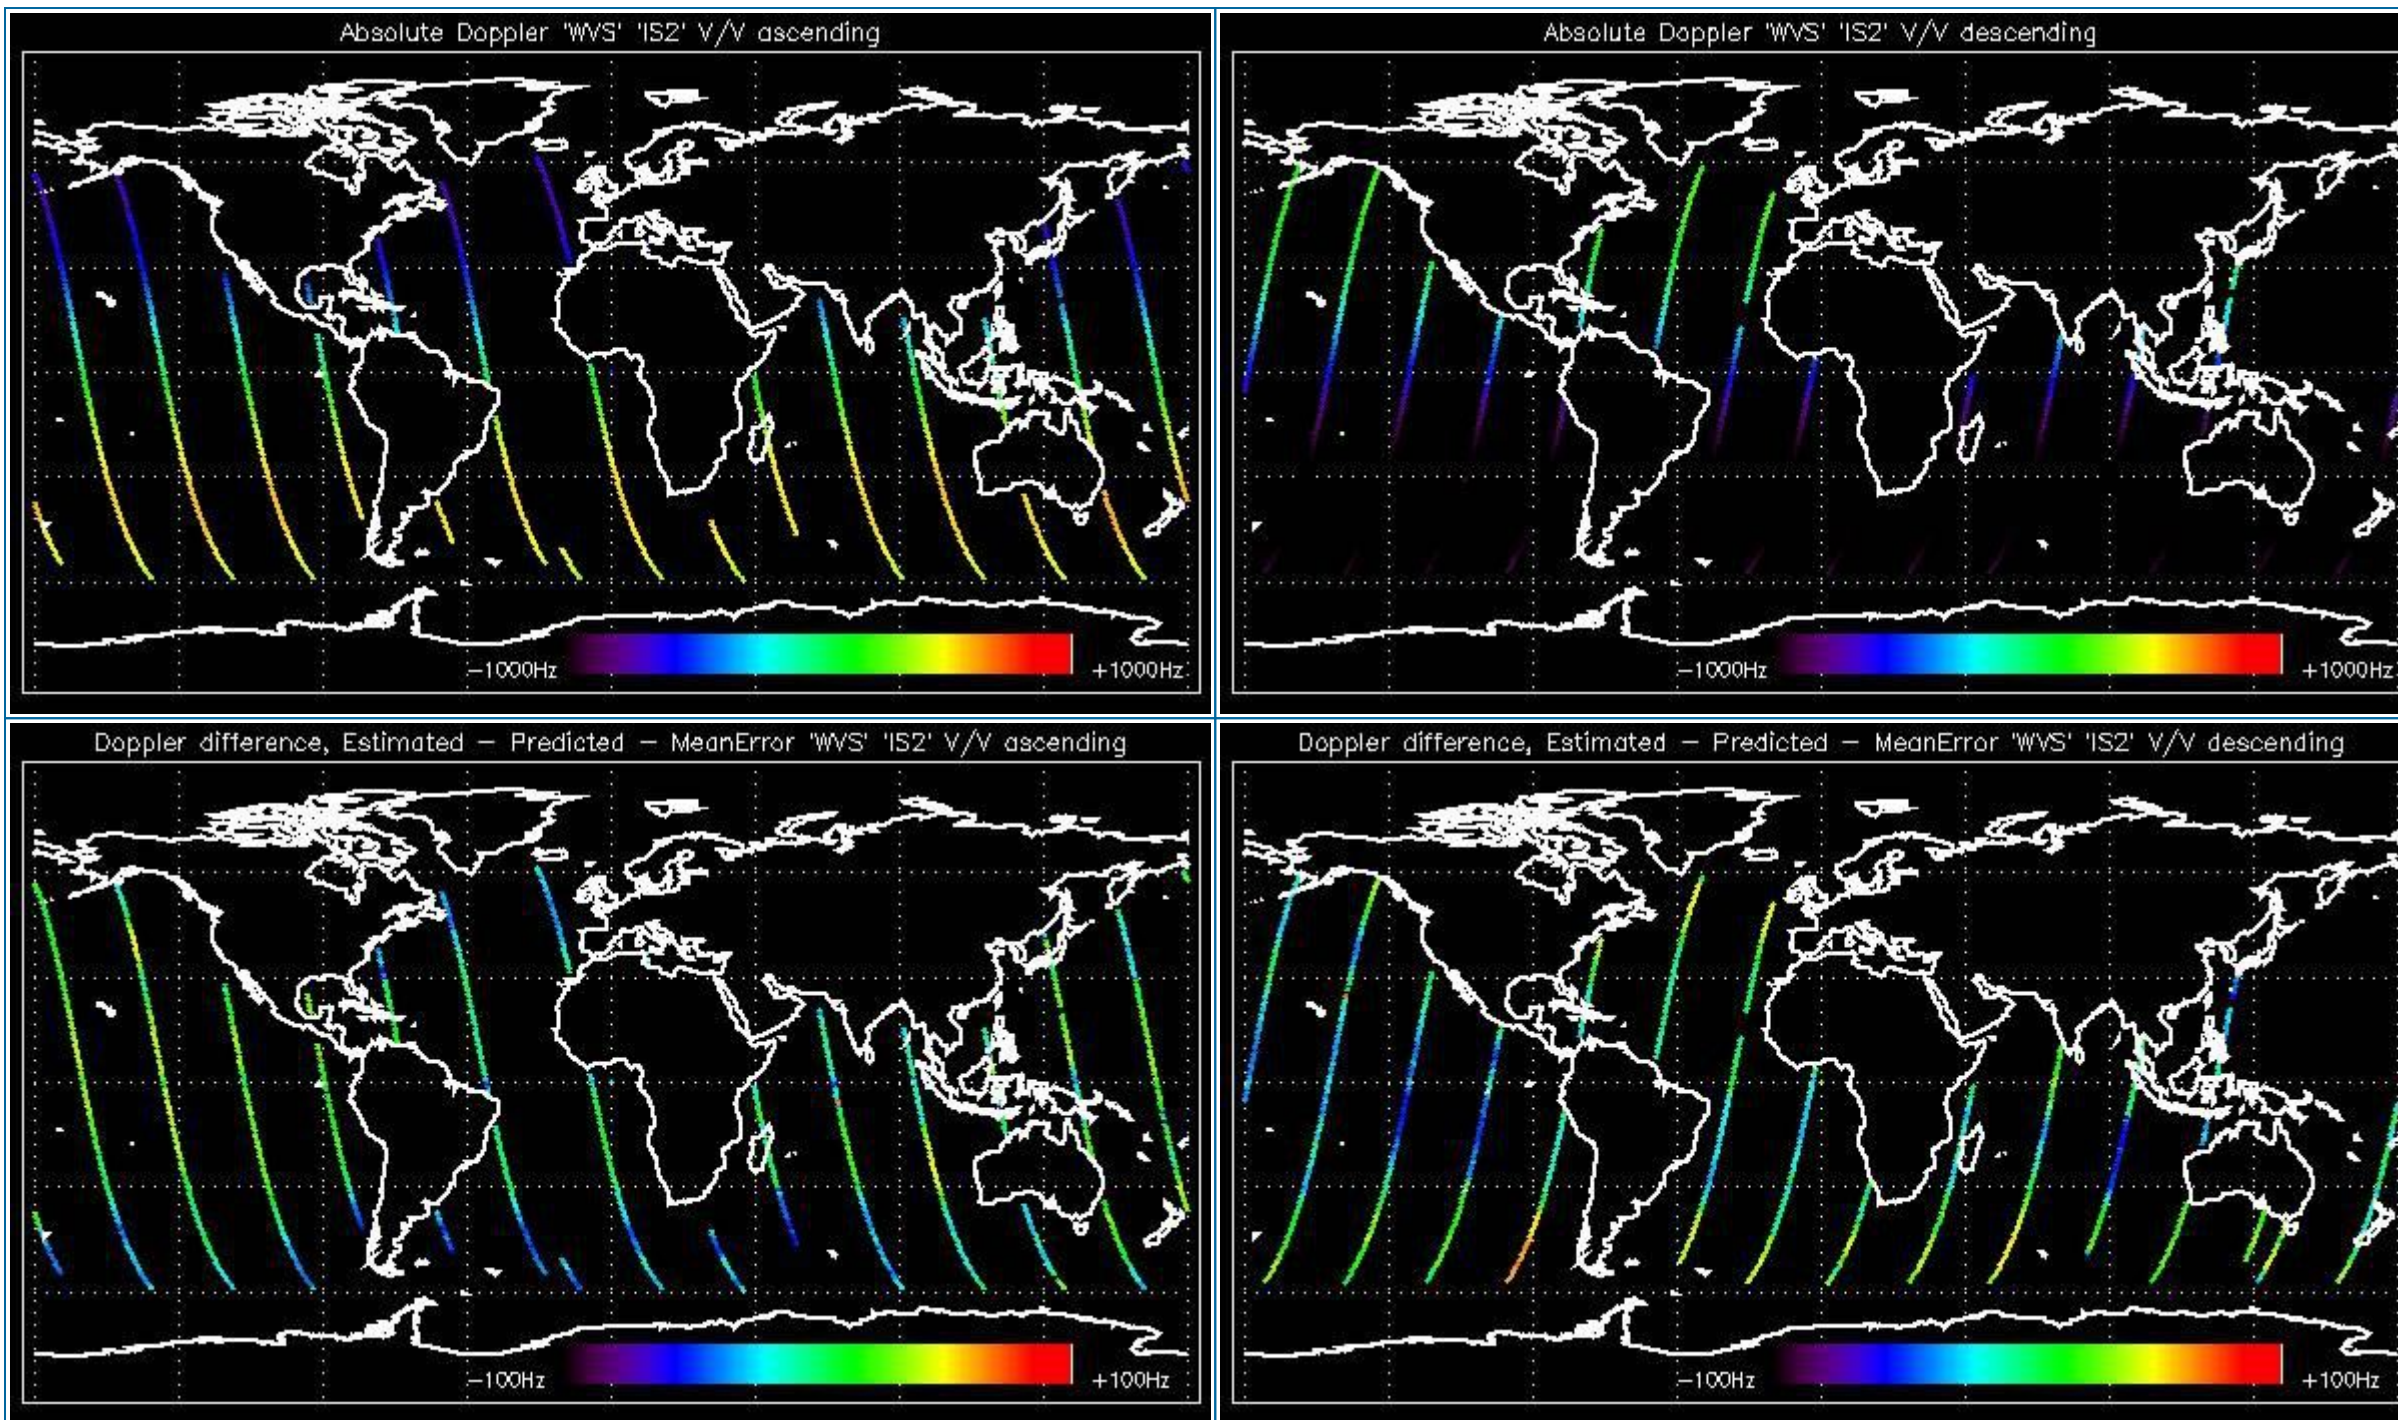 Absolute Doppler 'WVS' 'IS2' V/V ascending
-1000Hz +1000Hz
Absolute Doppler 'WVS' 'IS2' V/V descending
-1000Hz +1000Hz
Doppler difference, Estimated - Predicted - MeanError 'WVS' 'IS2' V/V ascending
-100Hz +100Hz
Doppler difference, Estimated - Predicted - MeanError 'WVS' 'IS2' V/V descending
-100Hz +100Hz